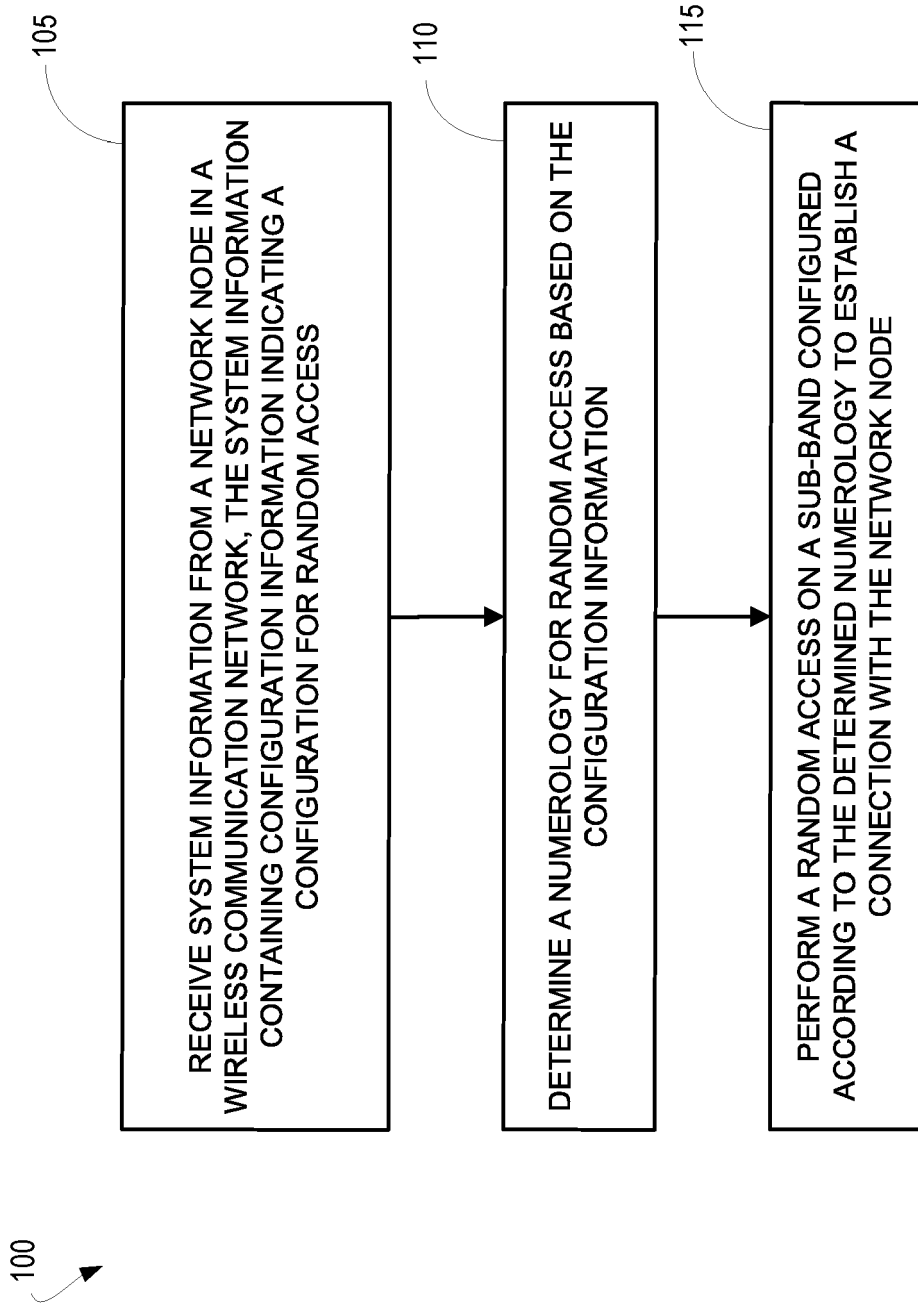 100
105
RECEIVE SYSTEM INFORMATION FROM A NETWORK NODE IN A
WIRELESS COMMUNICATION NETWORK, THE SYSTEM INFORMATION
CONTAINING CONFIGURATION INFORMATION INDICATING A
CONFIGURATION FOR RANDOM ACCESS
110
DETERMINE A NUMEROLOGY FOR RANDOM ACCESS BASED ON THE
CONFIGURATION INFORMATION
115
PERFORM A RANDOM ACCESS ON A SUB-BAND CONFIGURED
ACCORDING TO THE DETERMINED NUMEROLOGY TO ESTABLISH A
CONNECTION WITH THE NETWORK NODE